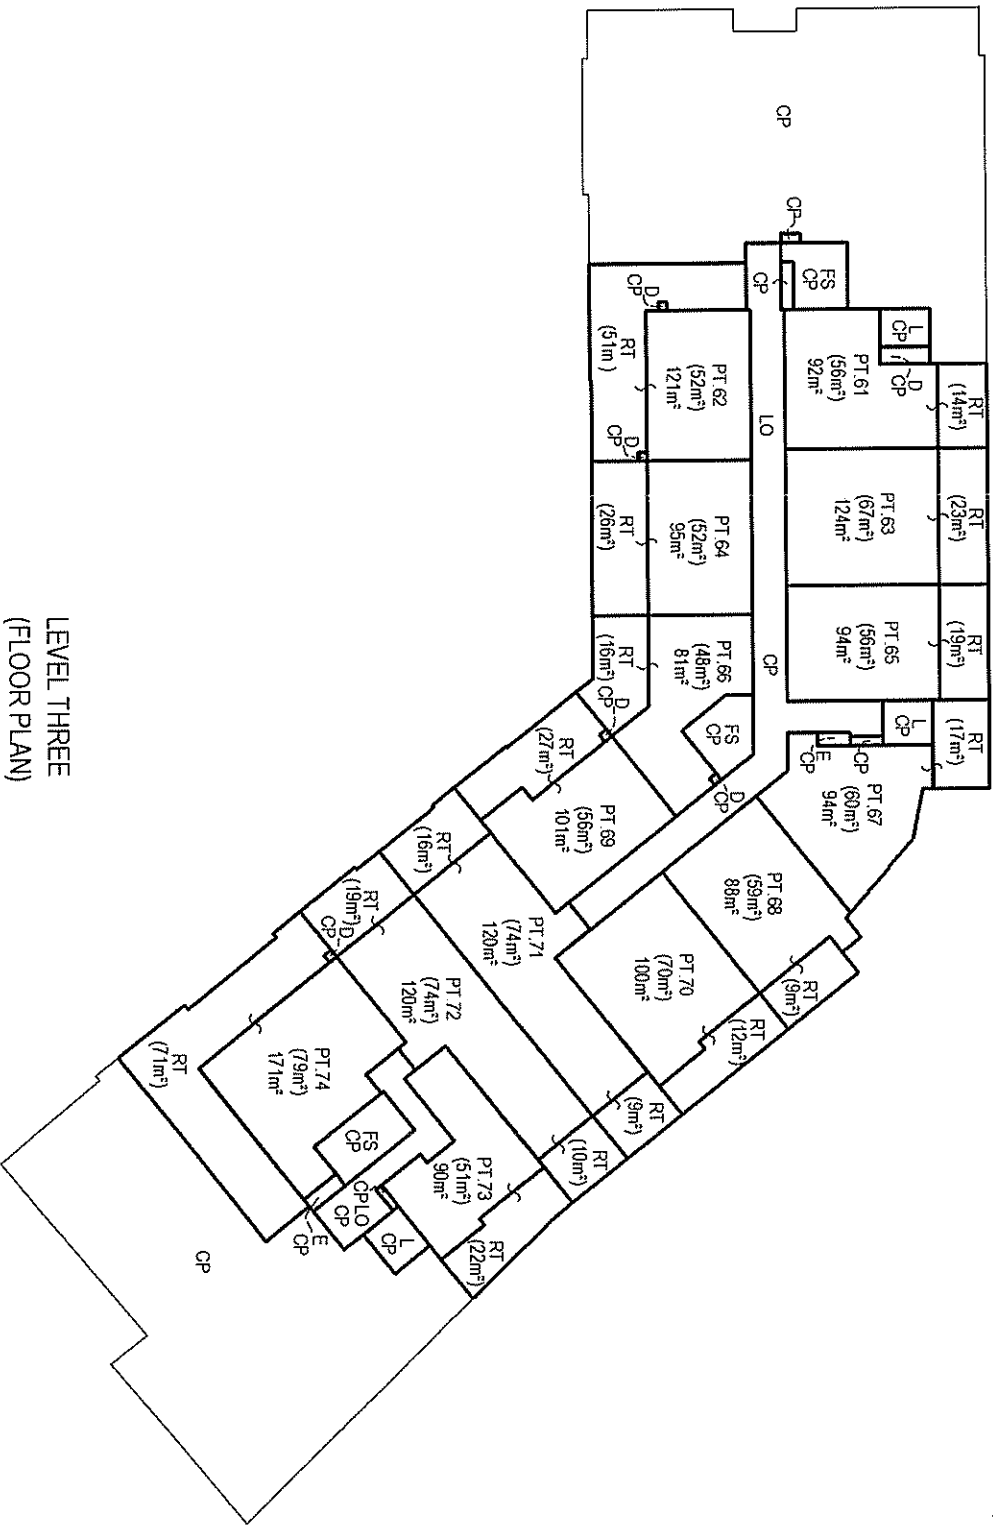 CP
CP
FS
CP
CP
L
CP
D
CP
PT.61
(56m²)
92m²
RT
(14m²)
D
CP
RT
(51m )
PT.62
(52m²)
121m²
D
CP
LO
PT.63
(67m²)
124m²
RT
(23m²)
PT.64
(52m²)
95m²
RT
(26m²)
PT.65
(56m²)
94m²
RT
(19m²)
CP
PT.66
(48m²)
81m²
RT
(16m²)
D
CP
FS
CP
D
CP
L
CP
RT
(17m²)
E
CP
CP
PT.67
(60m²)
94m²
PT.68
(59m²)
88m²
RT
(9m²)
RT
(27m²)
PT.69
(56m²)
101m²
PT.70
(70m²)
100m²
RT
(12m²)
RT
(16m²)
PT.71
(74m²)
120m²
RT
(9m²)
RT
(19m²)
D
CP
PT.72
(74m²)
120m²
RT
(10m²)
RT
(71m²)
PT.74
(79m²)
171m²
FS
CP
PT.73
(51m²)
90m²
RT
(22m²)
CP
LO
CP
L
CP
E
CP
CP
LEVEL THREE
(FLOOR PLAN)